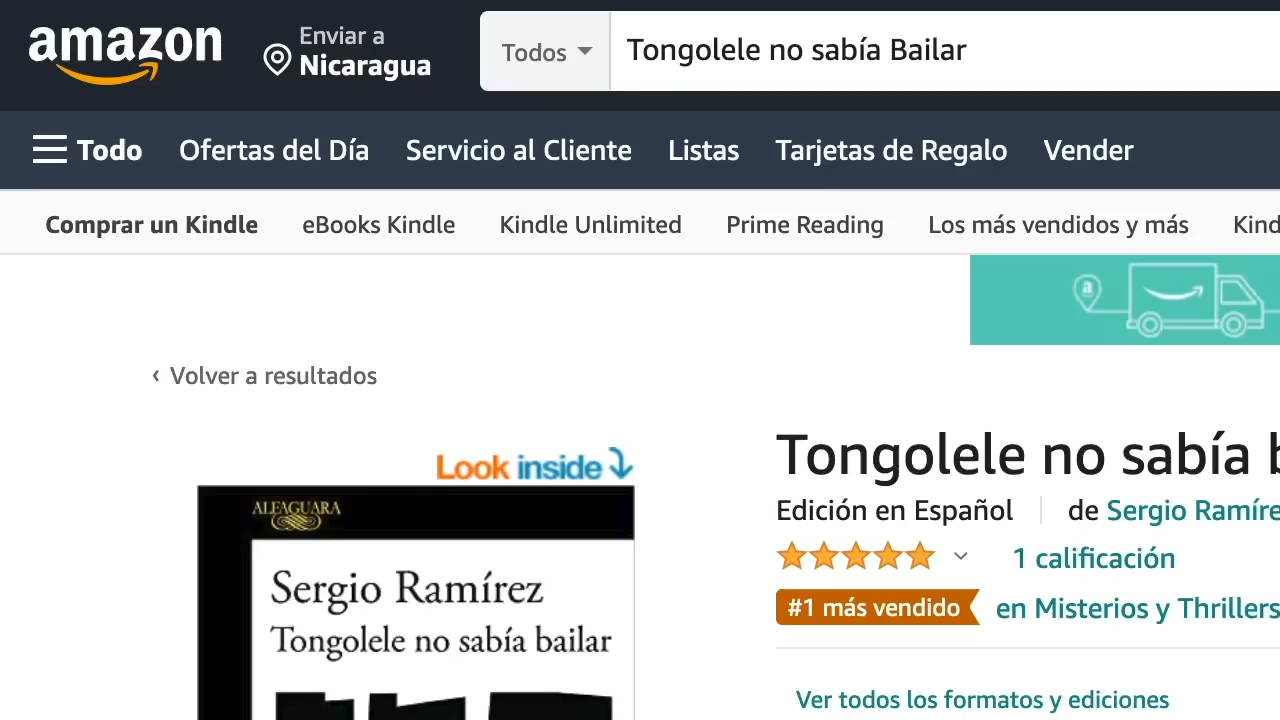 amazon
Enviar a
Nicaragua
Todos
Tongolele no sabía Bailar
Todo
Ofertas del Día
Servicio al Cliente
Listas
Tarjetas de Regalo
Vender
Comprar un Kindle
eBooks Kindle
Kindle Unlimited
Prime Reading
Los más vendidos y más
Kind
a
‹ Volver a resultados
Look inside
ALFAGUARA
Sergio Ramírez
Tongolele no sabía bailar
Tongolele no sabía b
Edición en Español
de Sergio Ramíre
1 calificación
#1 más vendido
en Misterios y Thrillers
Ver todos los formatos y ediciones